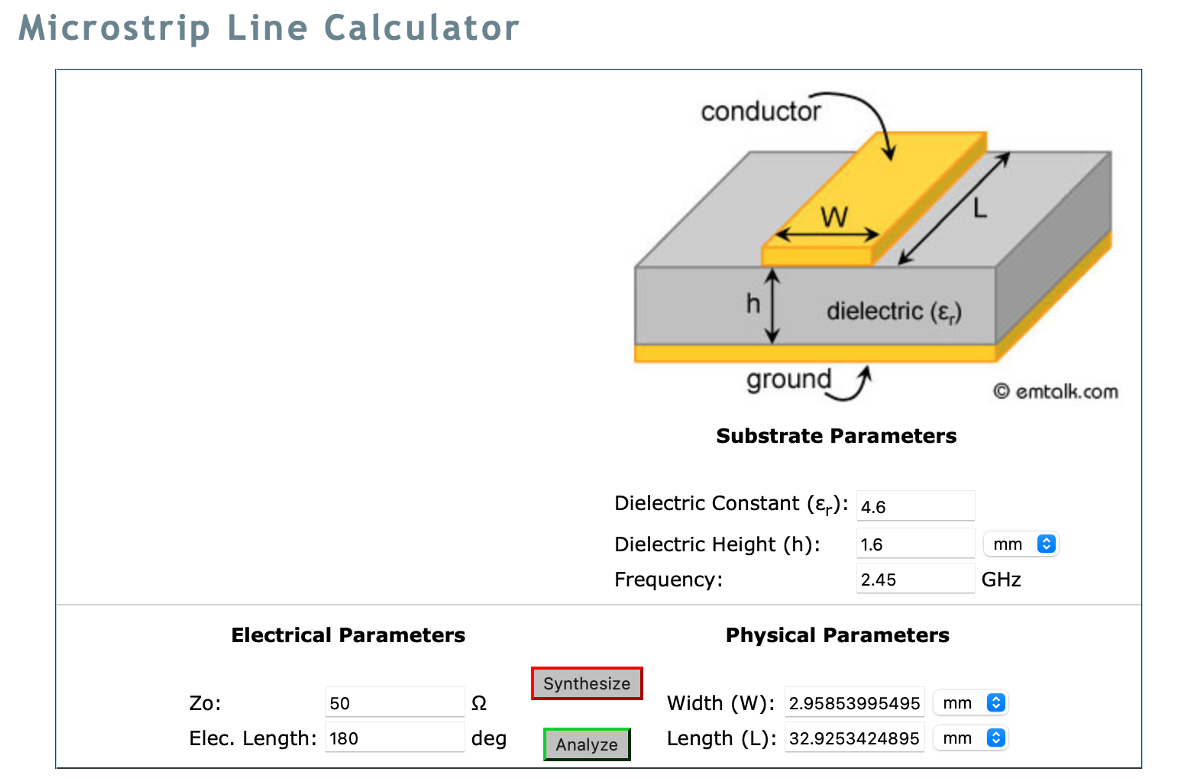 Microstrip Line Calculator
conductor
W
L
h
dielectric (εr)
ground
© emtalk.com
Substrate Parameters
Dielectric Constant (εr): 4.6
Dielectric Height (h): 1.6 mm
Frequency: 2.45 GHz
Electrical Parameters Physical Parameters
Synthesize
Zo: 50 Ω Width (W): 2.95853995495 mm
Elec. Length: 180 deg Analyze Length (L): 32.9253424895 mm